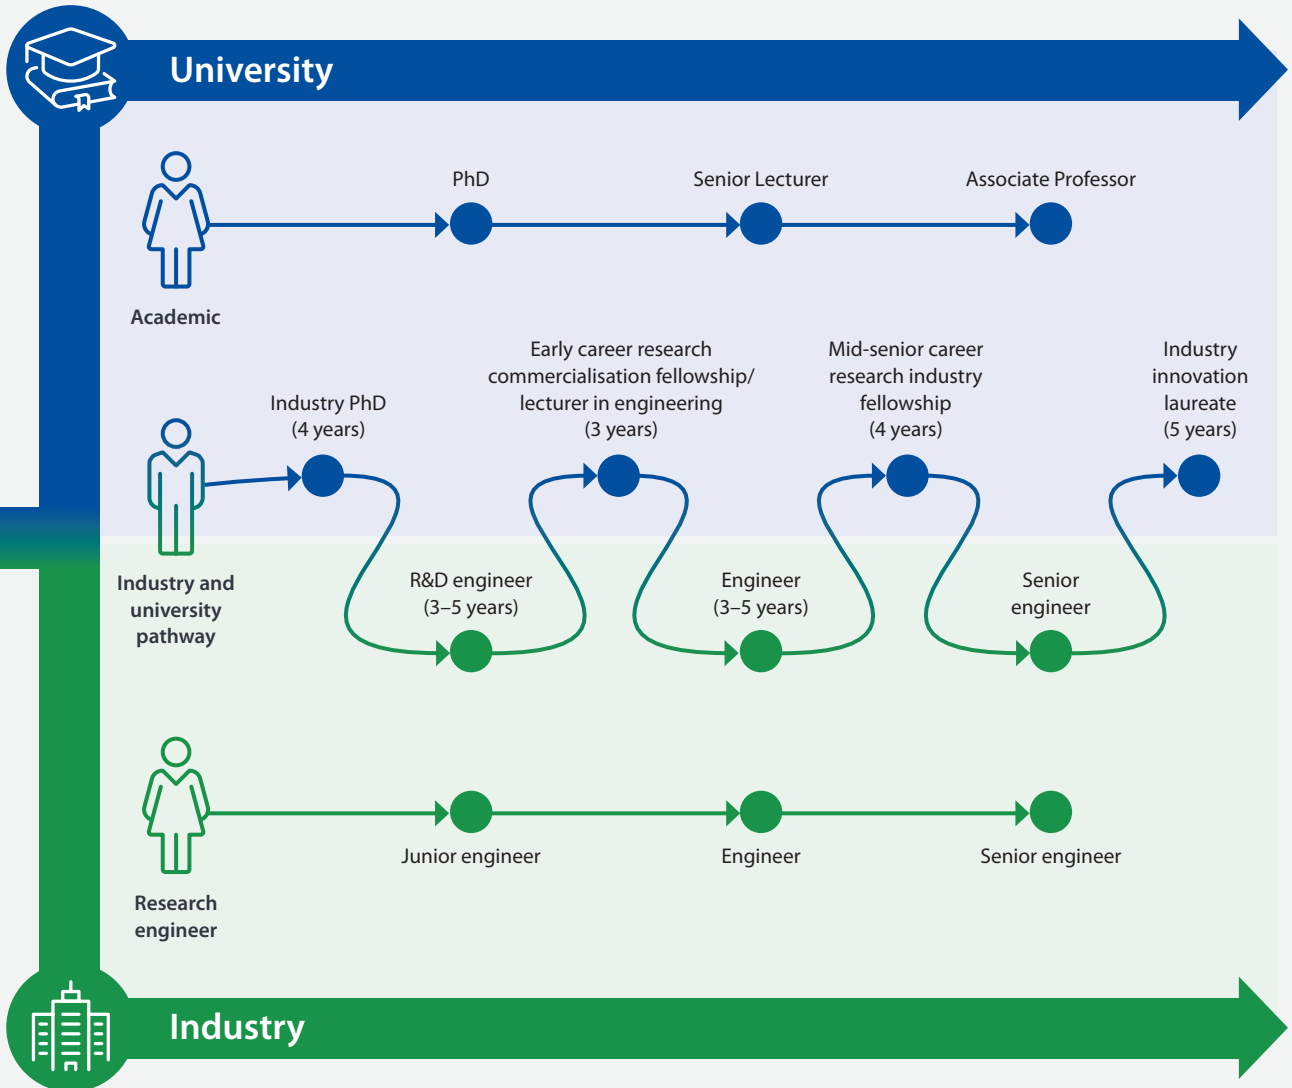 University
PhD
Senior Lecturer
Associate Professor
Academic
Industry PhD
(4 years)
Early career research
commercialisation fellowship/
lecturer in engineering
(3 years)
Mid-senior career
research industry
fellowship
(4 years)
Industry
innovation
laureate
(5 years)
Industry and
university
pathway
R&D engineer
(3–5 years)
Engineer
(3–5 years)
Senior
engineer
Junior engineer
Engineer
Senior engineer
Research
engineer
Industry